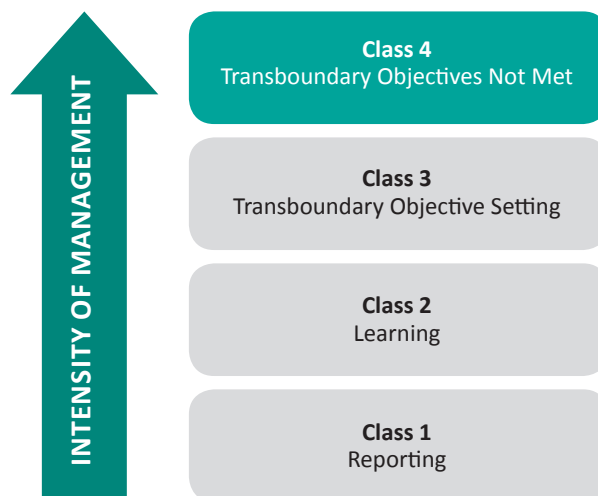 INTENSITY OF MANAGEMENT
Class 4
Transboundary Objectives Not Met
Class 3
Transboundary Objective Setting
Class 2
Learning
Class 1
Reporting